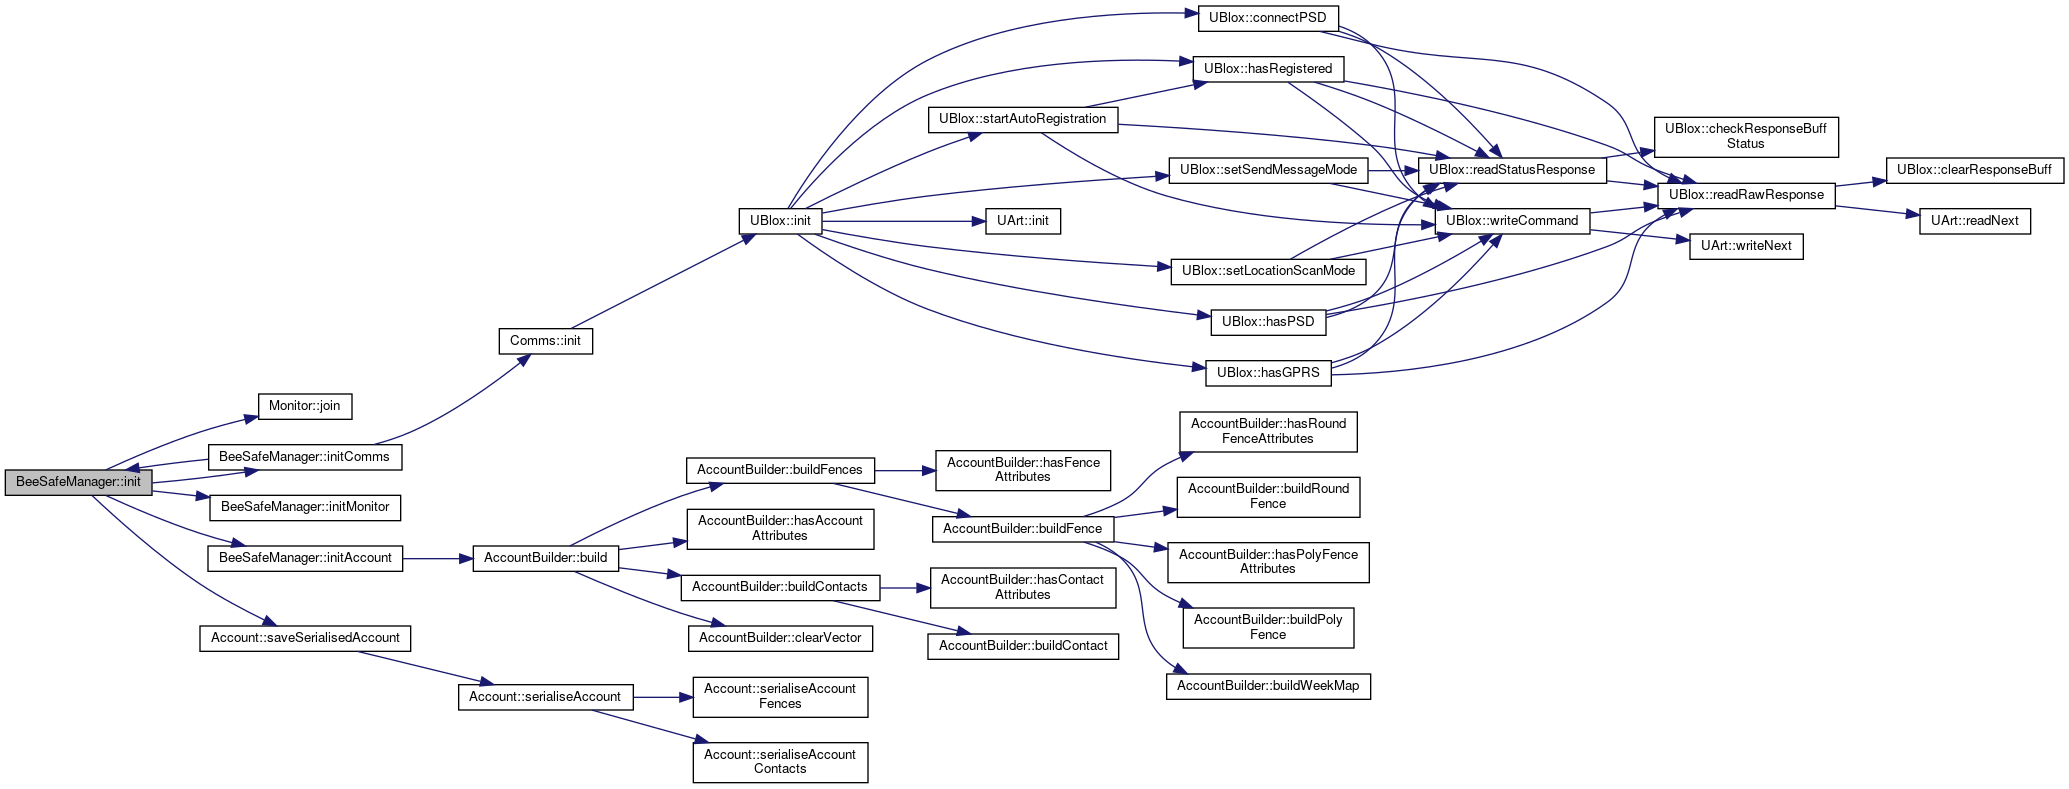 BeeSafeManager::init
Monitor::join
BeeSafeManager::initComms
BeeSafeManager::initMonitor
BeeSafeManager::initAccount
Account::saveSerialisedAccount
Comms::init
AccountBuilder::build
Account::serialiseAccount
UBlox::init
AccountBuilder::buildFences
AccountBuilder::hasAccount
Attributes
AccountBuilder::buildContacts
AccountBuilder::clearVector
Account::serialiseAccount
Fences
Account::serialiseAccount
Contacts
UBlox::startAutoRegistration
UArt::init
AccountBuilder::hasFence
Attributes
AccountBuilder::buildFence
AccountBuilder::hasContact
Attributes
AccountBuilder::buildContact
UBlox::connectPSD
UBlox::hasRegistered
UBlox::setSendMessageMode
UBlox::setLocationScanMode
UBlox::hasPSD
UBlox::hasGPRS
AccountBuilder::hasRound
FenceAttributes
AccountBuilder::buildRound
Fence
AccountBuilder::hasPolyFence
Attributes
AccountBuilder::buildPoly
Fence
AccountBuilder::buildWeekMap
UBlox::readStatusResponse
UBlox::writeCommand
UBlox::checkResponseBuff
Status
UBlox::readRawResponse
UArt::writeNext
UBlox::clearResponseBuff
UArt::readNext